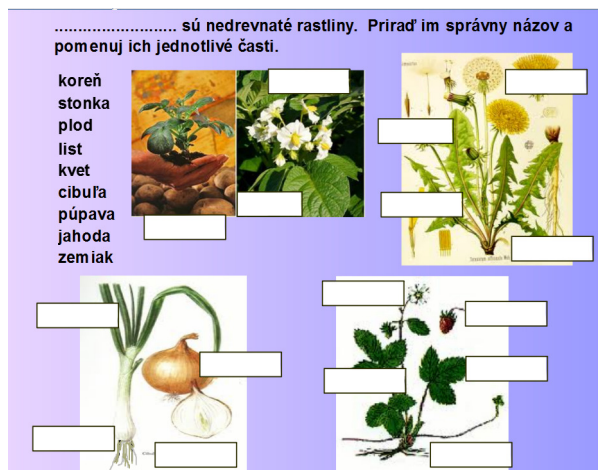 .......................... sú nedrevnaté rastliny.  Priraď im správny názov a
pomenuj ich jednotlivé časti.
koreň
stonka
plod
list
kvet
cibuľa
púpava
jahoda
zemiak